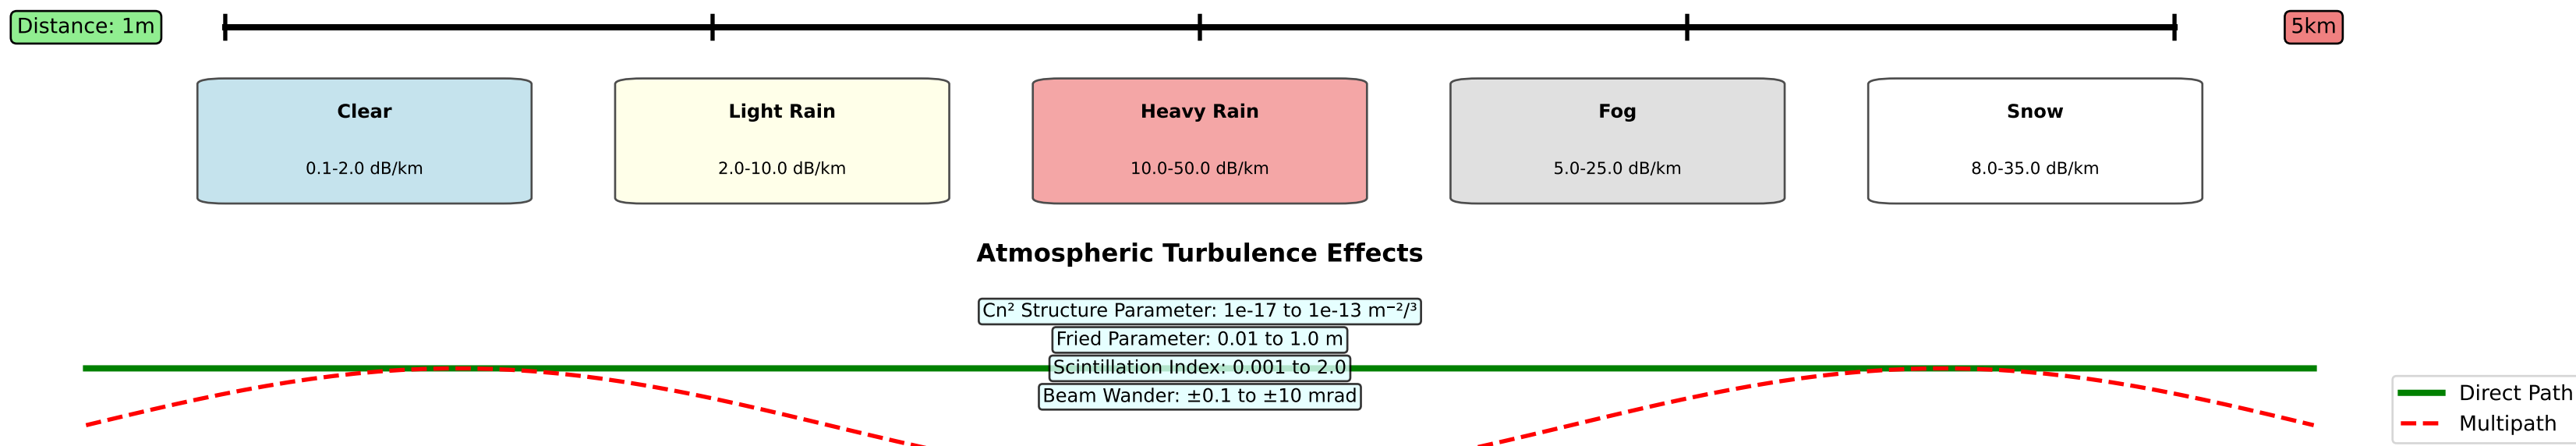 Distance: 1m
5km
Clear
0.1-2.0 dB/km
Light Rain
2.0-10.0 dB/km
Heavy Rain
10.0-50.0 dB/km
Fog
5.0-25.0 dB/km
Snow
8.0-35.0 dB/km
Atmospheric Turbulence Effects
Cn² Structure Parameter: 1e-17 to 1e-13 m⁻²/³
Fried Parameter: 0.01 to 1.0 m
Scintillation Index: 0.001 to 2.0
Beam Wander: ±0.1 to ±10 mrad
Direct Path
Multipath